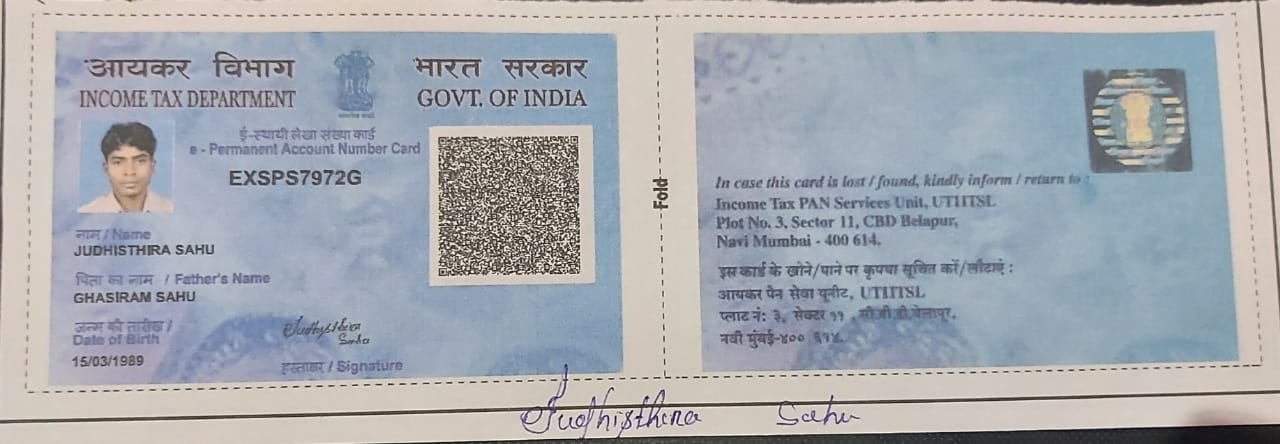 आयकर विभाग
INCOME TAX DEPARTMENT
भारत सरकार
GOVT. OF INDIA
ई-स्थायी लेखा संख्या कार्ड
e - Permanent Account Number Card
EXSPS7972G
नाम / Name
JUDHISTHIRA SAHU
पिता का नाम / Father's Name
GHASIRAM SAHU
जन्म की तारीख /
Date of Birth
15/03/1989
Judhysthira
Sahu
हस्ताक्षर / Signature
Fold
In case this card is lost / found, kindly inform / return to :
Income Tax PAN Services Unit, UTIITSL
Plot No. 3, Sector 11, CBD Belapur,
Navi Mumbai - 400 614.
इस कार्ड के खोने/पाने पर कृपया सूचित करें/लौटाएं :
आयकर पैन सेवा यूनीट, UTIITSL
प्लाट नं: ३, सेक्टर ११ , सी.बी.डी.बेलापूर,
नवी मुंबई-४०० ६१४.
Judhisthira Sahu